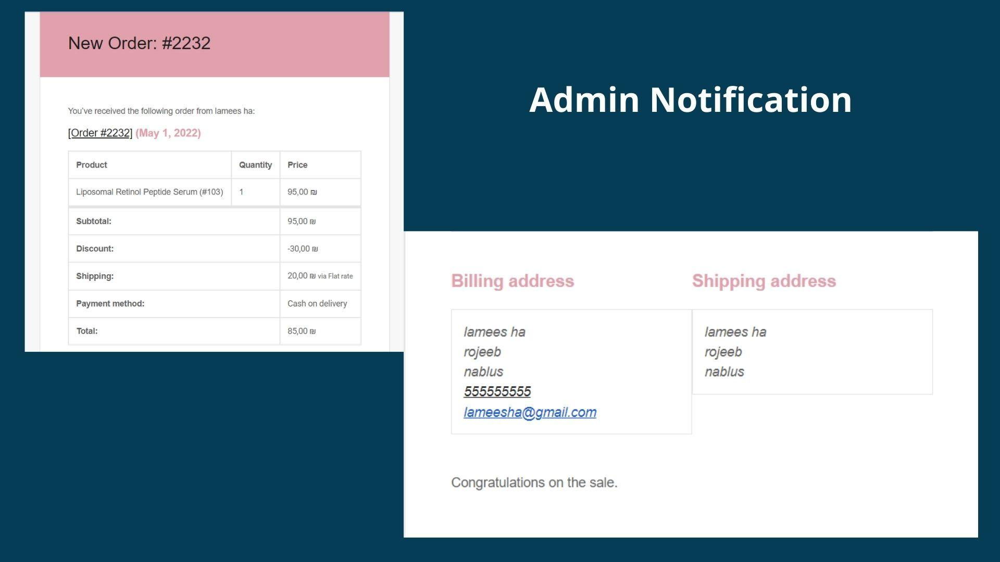 New Order: #2232
You've received the following order from lamees ha:
[Order #2232] (May 1, 2022)
Product Quantity Price
Liposomal Retinol Peptide Serum (#103) 1 95,00 ₪
Subtotal: 95,00 ₪
Discount: -30,00 ₪
Shipping: 20,00 ₪ via Flat rate
Payment method: Cash on delivery
Total: 85,00 ₪
Admin Notification
Billing address
lamees ha
rojeeb
nablus
555555555
lameesha@gmail.com
Shipping address
lamees ha
rojeeb
nablus
Congratulations on the sale.